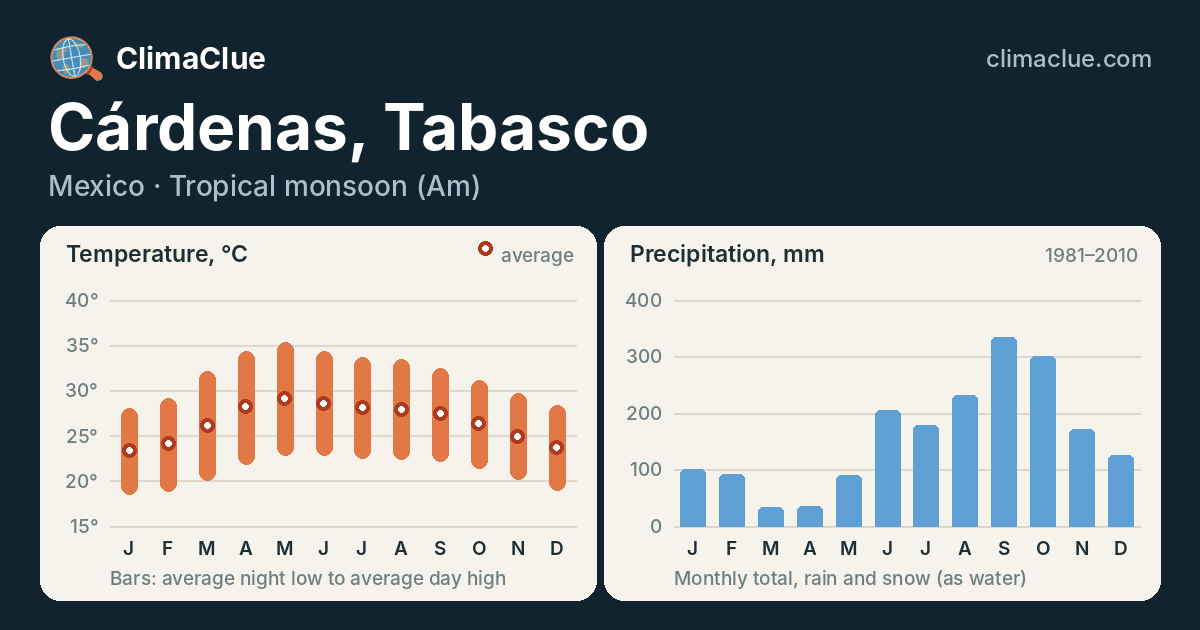 ClimaClue
climaclue.com
Cárdenas, Tabasco
Mexico · Tropical monsoon (Am)
Temperature, °C
average
40°
35°
30°
25°
20°
15°
J F M A M J J A S O N D
Bars: average night low to average day high
Precipitation, mm
1981–2010
400
300
200
100
0
J F M A M J J A S O N D
Monthly total, rain and snow (as water)